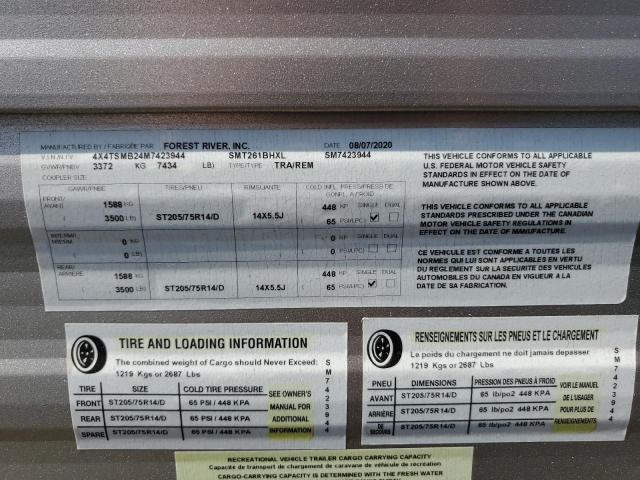 MANUFACTURED BY / FABRIQUÉ PAR FOREST RIVER, INC. DATE 08/07/2020
V.I.N./N.I.V. 4X4TSMB24M7423944 SMT261BHXL SM7423944
GVWR/PNBV 3372 KG 7434 LB) TYPE/TYPE TRA/REM
COUPLER SIZE
GAWR/PNBE TIRES/PNEU RIM/JANTE COLD INFL. PRESS/PRESS DE
GONFL. A FROID/
FRONT/
AVANT 1588 KG 448 KP SINGLE DUAL
3500 LB) ST205/75R14/D 14X5.5J ( 65 PSI/LPC)
INTERM/
INTERM. 0 KG 0 KP SINGLE DUAL
0 LB) ( 0 PSI/LPC)
REAR/
ARRIÈRE 1588 KG 448 KP SINGLE DUAL
3500 LB) ST205/75R14/D 14X5.5J ( 65 PSI/LPC)
THIS VEHICLE CONFORMS TO ALL APPLICABLE
U.S. FEDERAL MOTOR VEHICLE SAFETY
STANDARDS IN EFFECT ON THE DATE OF
MANUFACTURE SHOWN ABOVE.
THIS VEHICLE CONFORMS TO ALL APPLICABLE
STANDARDS PRESCRIBED UNDER THE CANADIAN
MOTOR VEHICLE SAFETY REGULATIONS IN
EFFECT ON THE DATE OF MANUFACTURE.
CE VEHICULE EST CONFORME A TOUTES LES
NORMES QUI LUI SONT APPLICABLES EN VERTU
DU REGLEMENT SUR LA SECURITE DES VEHICULES
AUTOMOBILES DU CANADA EN VIGUEUR A LA
DATE DE SA FABRICATION.
TIRE AND LOADING INFORMATION
The combined weight of Cargo should Never Exceed:
1219 Kgs or 2687 Lbs
TIRE SIZE COLD TIRE PRESSURE SEE OWNER'S
MANUAL FOR
ADDITIONAL
INFORMATION
FRONT ST205/75R14/D 65 PSI / 448 KPA
REAR ST205/75R14/D 65 PSI / 448 KPA
SPARE ST205/75R14/D 65 PSI / 448 KPA
SM7423944
RENSEIGNEMENTS SUR LES PNEUS ET LE CHARGEMENT
Le poids du chargement ne doit jamais depasser
1219 Kgs or 2687 Lbs
PNEU DIMENSIONS PRESSION DES PNEUS À FROID VOIR LE MANUEL
DE L'USAGER
POUR PLUS DE
RENSEIGNEMENTS
AVANT ST205/75R14/D 65 lb/po2 448 KPA
ARRIÈRE ST205/75R14/D 65 lb/po2 448 KPA
DE SECOURS ST205/75R14/D 65 lb/po2 448 KPA
SM7423944
RECREATIONAL VEHICLE TRAILER CARGO CARRYING CAPACITY
Capacité de transport de chargement de caravane de véhicule de récréation
CARGO-CARRYING CAPACITY IS DETERMINED WITH THE FRESH WATER